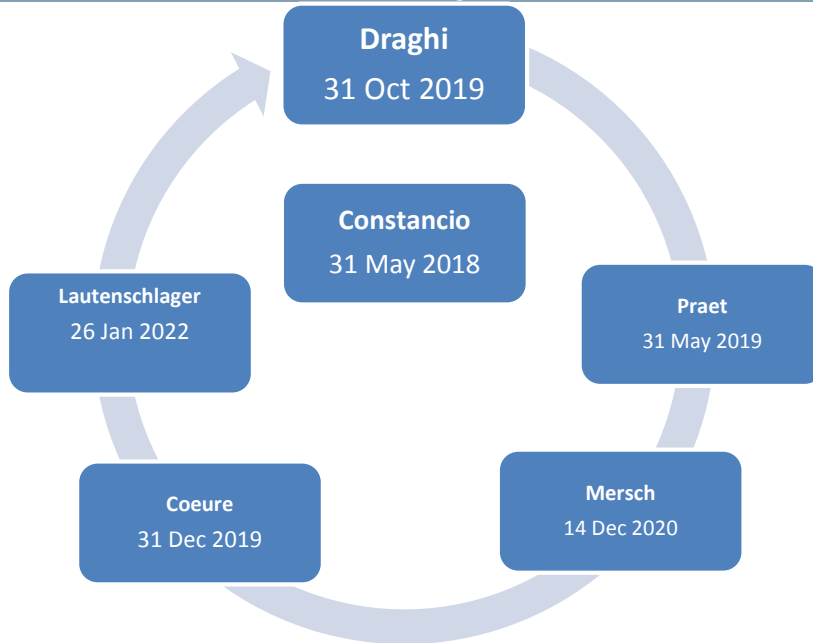 Draghi
31 Oct 2019
Constancio
31 May 2018
Lautenschlager
26 Jan 2022
Praet
31 May 2019
Coeure
31 Dec 2019
Mersch
14 Dec 2020